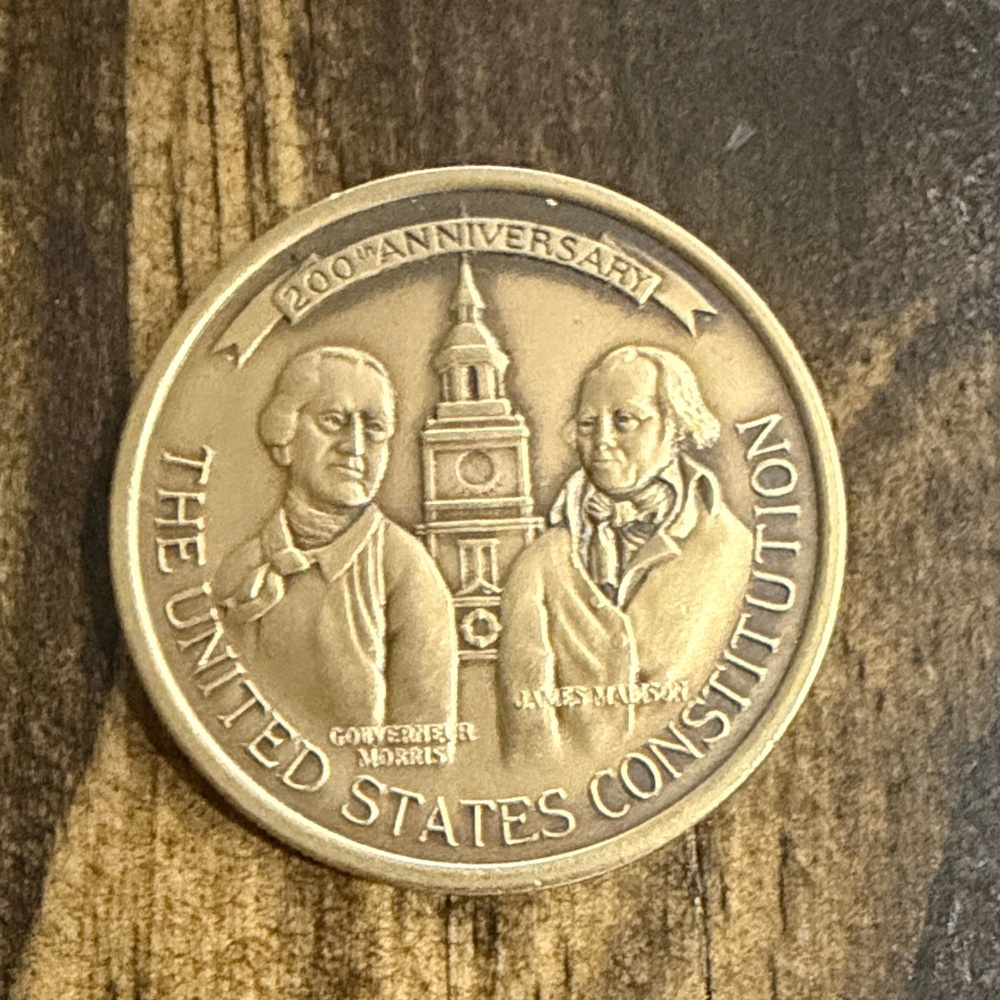 200th ANNIVERSARY
GOUVERNEUR
MORRIS
JAMES MADISON
THE UNITED STATES CONSTITUTION